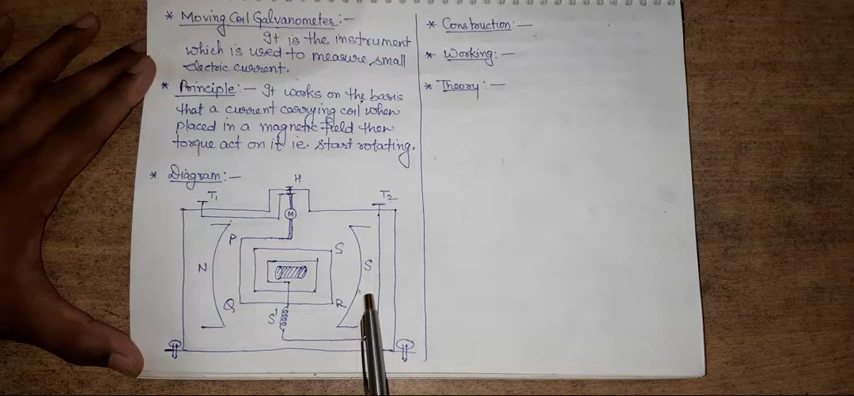 * Moving Coil Galvanometer:-
It is the instrument
which is used to measure small
electric current.
* Principle:- It works on the basis
that a current carrying coil when
placed in a magnetic field then
torque act on it ie. start rotating.
* Diagram:-
H
T1
T2
M
P
S
N
S
Q
R
S'
* Construction:-
* Working:-
* Theory:-